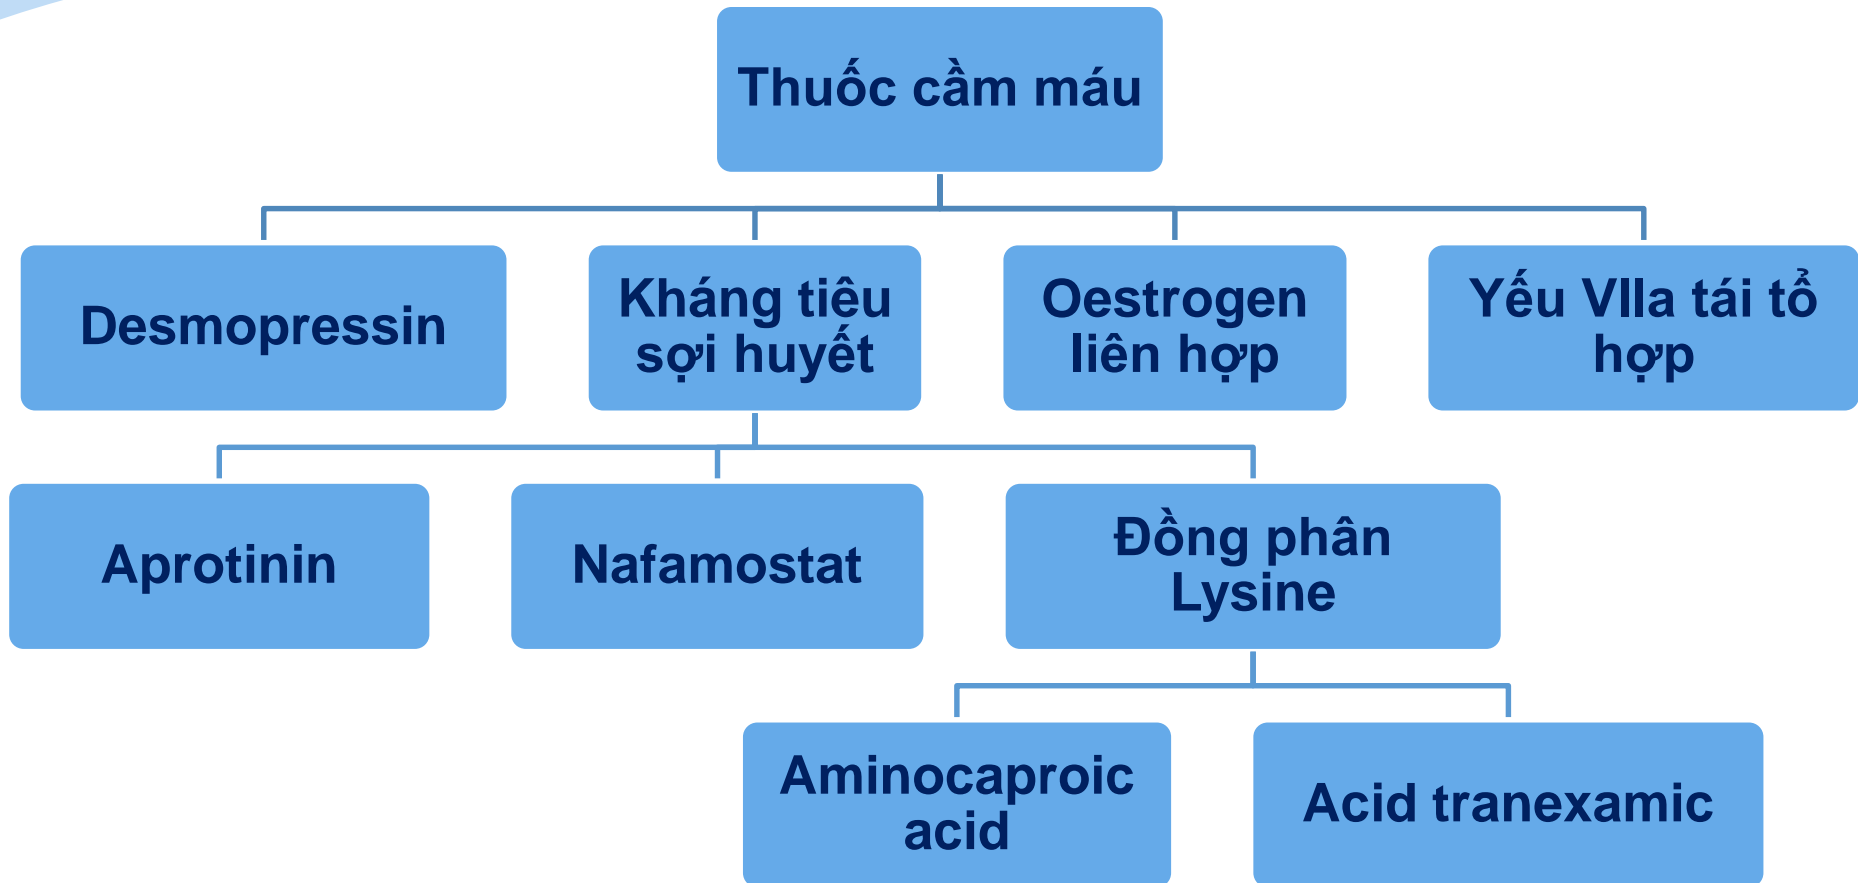 Thuốc cầm máu
Desmopressin
Kháng tiêu
sợi huyết
Oestrogen
liên hợp
Yếu VIIa tái tổ
hợp
Aprotinin
Nafamostat
Đồng phân
Lysine
Aminocaproic
acid
Acid tranexamic